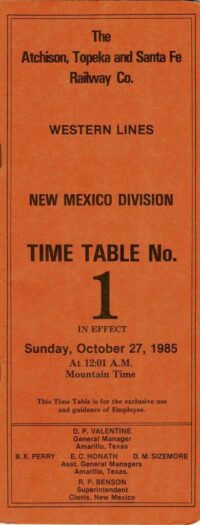 The
Atchison, Topeka and Santa Fe
Railway Co.
WESTERN LINES
NEW MEXICO DIVISION
TIME TABLE No.
1
IN EFFECT
Sunday, October 27, 1985
At 12:01 A.M.
Mountain Time
This Time Table is for the exclusive use
and guidance of Employes.
D. P. VALENTINE
General Manager
Amarillo, Texas
B. K. PERRY E. C. HONATH D. M. SIZEMORE
Asst. General Managers
Amarillo, Texas.
R. P. BENSON
Superintendent
Clovis, New Mexico